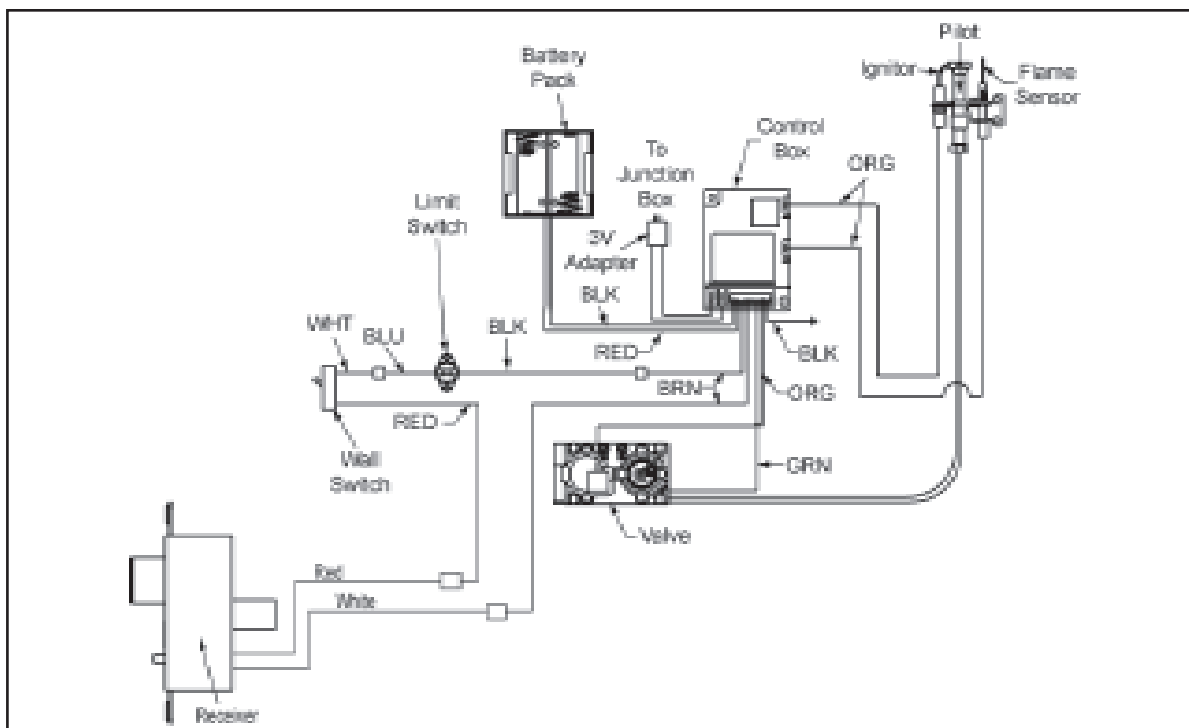 Pilot
Battery
Pack
Ignitor
Flame
Sensor
Control
Box
To
Junction
Box
ORG
Limit
Switch
3V
Adapter
BLK
WHT
BLU
BLK
RED
BLK
BRN
ORG
RED
Wall
Switch
GRN
Valve
Red
White
Receiver